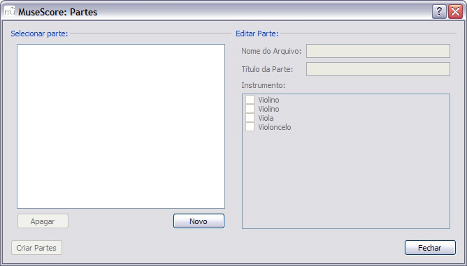 MuseScore: Partes
Selecionar parte:
Editar Parte:
Nome do Arquivo:
Título da Parte:
Instrumento:
Violino
Violino
Viola
Violoncelo
Apagar
Novo
Criar Partes
Fechar